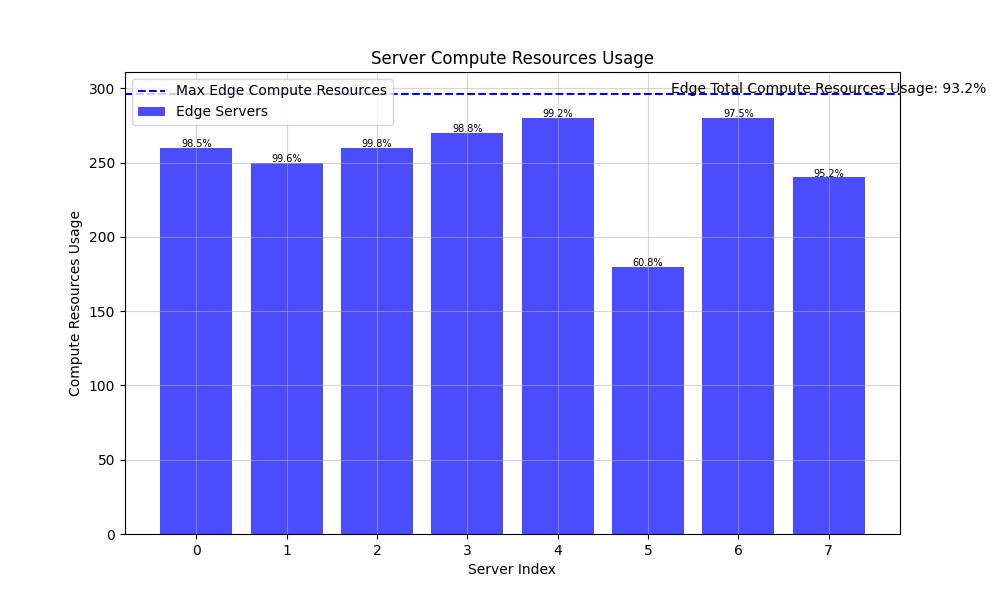 Server Compute Resources Usage
Max Edge Compute Resources
Edge Servers
Edge Total Compute Resources Usage: 93.2%
98.5%
99.6%
99.8%
98.8%
99.2%
60.8%
97.5%
95.2%
Compute Resources Usage
300
250
200
150
100
50
0
0 1 2 3 4 5 6 7
Server Index